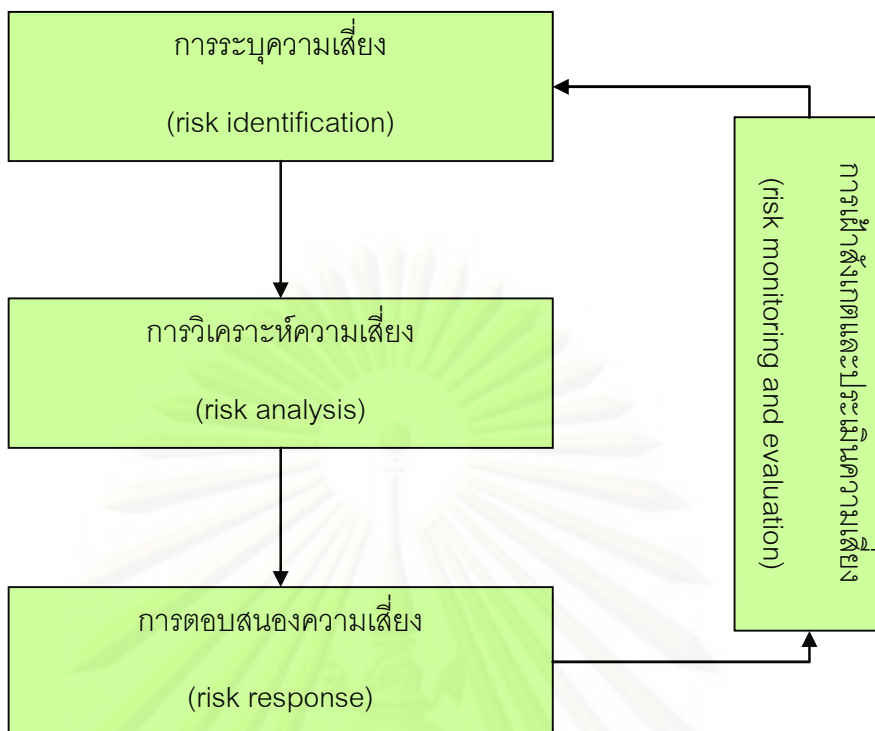 การระบุความเสี่ยง
(risk identification)
การวิเคราะห์ความเสี่ยง
(risk analysis)
การตอบสนองความเสี่ยง
(risk response)
การเฝ้าสังเกตและประเมินความเสี่ยง
(risk monitoring and evaluation)